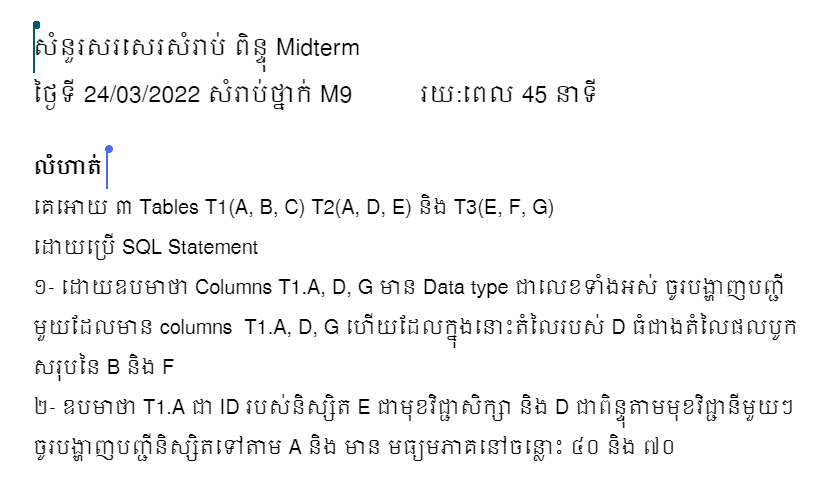 សំនួរសរសេរសំរាប់ ពិន្ទុ Midterm
ថ្ងៃទី 24/03/2022 សំរាប់ថ្នាក់ M9 រយ:ពេល 45 នាទី
លំហាត់
គេអោយ ៣ Tables T1(A, B, C) T2(A, D, E) និង T3(E, F, G)
ដោយប្រើ SQL Statement
១- ដោយឧបមាថា Columns T1.A, D, G មាន Data type ជាលេខទាំងអស់ ចូរបង្ហាញបញ្ជី
មួយដែលមាន columns T1.A, D, G ហើយដែលក្នុងនោះតំលៃរបស់ D ធំជាងតំលៃផលបូក
សរុបនៃ B និង F
២- ឧបមាថា T1.A ជា ID របស់និស្សិត E ជាមុខវិជ្ជាសិក្សា និង D ជាពិន្ទុតាមមុខវិជ្ជានីមួយៗ
ចូរបង្ហាញបញ្ជីនិស្សិតទៅតាម A និង មាន មធ្យមភាគនៅចន្លោះ ៤០ និង ៧០